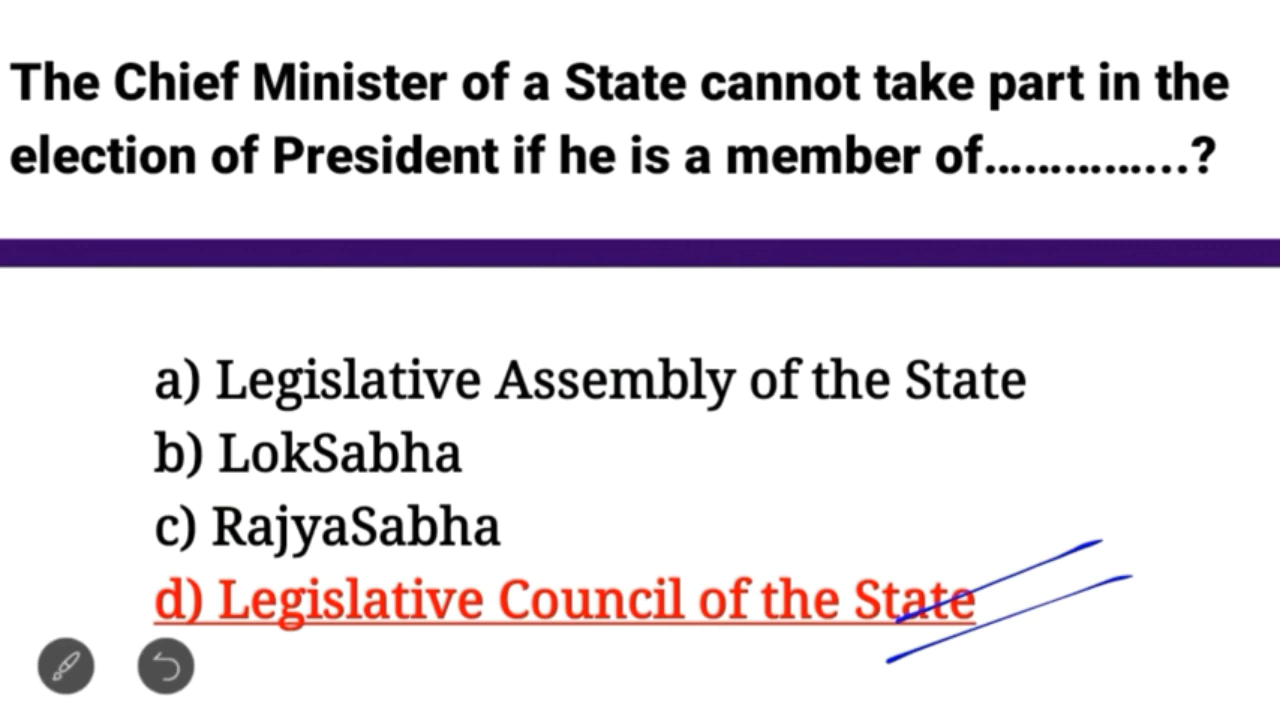 The Chief Minister of a State cannot take part in the
election of President if he is a member of...............?
a) Legislative Assembly of the State
b) LokSabha
c) RajyaSabha
d) Legislative Council of the State